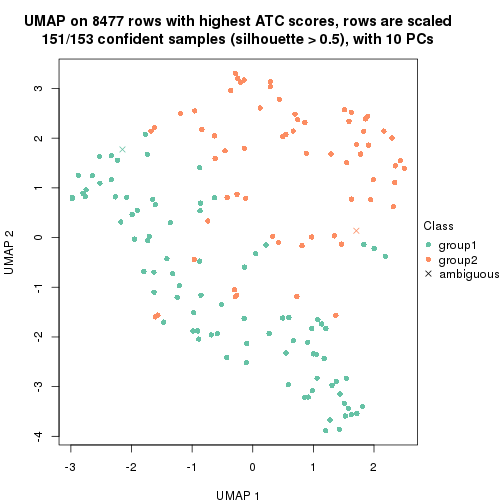 UMAP on 8477 rows with highest ATC scores, rows are scaled
151/153 confident samples (silhouette > 0.5), with 10 PCs
3
2
1
0
-1
-2
-3
-4
UMAP 2
-3
-2
-1
0
1
2
UMAP 1
Class
group1
group2
ambiguous